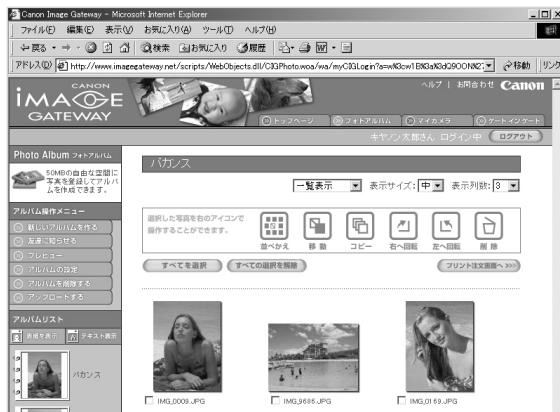 Canon Image Gateway - Microsoft Internet Explorer
ファイル(F) 編集(E) 表示(V) お気に入り(A) ツール(T) ヘルプ(H)
戻る 検索 お気に入り 履歴
アドレス(D) http://www.imagegateway.net/scripts/WebObjects.dll/CIGPhoto.woa/wa/myCIGLogin?a=w%3cw1B%3a%3dQ9OON%2 移動 リンク
ヘルプ | お問合わせ Canon
CANON
iMAGE
GATEWAY
トップページ フォトアルバム マイカメラ ゲートインゲート
キヤノン太郎さん ログイン中 ログアウト
Photo Album フォトアルバム
50MBの自由な空間に
写真を登録してアルバ
ムを作成できます。
バカンス
一覧表示 表示サイズ: 中 表示列数: 3
アルバム操作メニュー
新しいアルバムを作る
友達に知らせる
プレビュー
アルバムの設定
アルバムを削除する
アップロードする
選択した写真を右のアイコンで
操作することができます。
並べかえ 移動 コピー 右へ回転 左へ回転 削除
すべてを選択 すべての選択を解除 プリント注文画面へ >>>
アルバムリスト
表紙を表示 テキスト表示
バカンス
IMG_0009.JPG IMG_9686.JPG IMG_0169.JPG